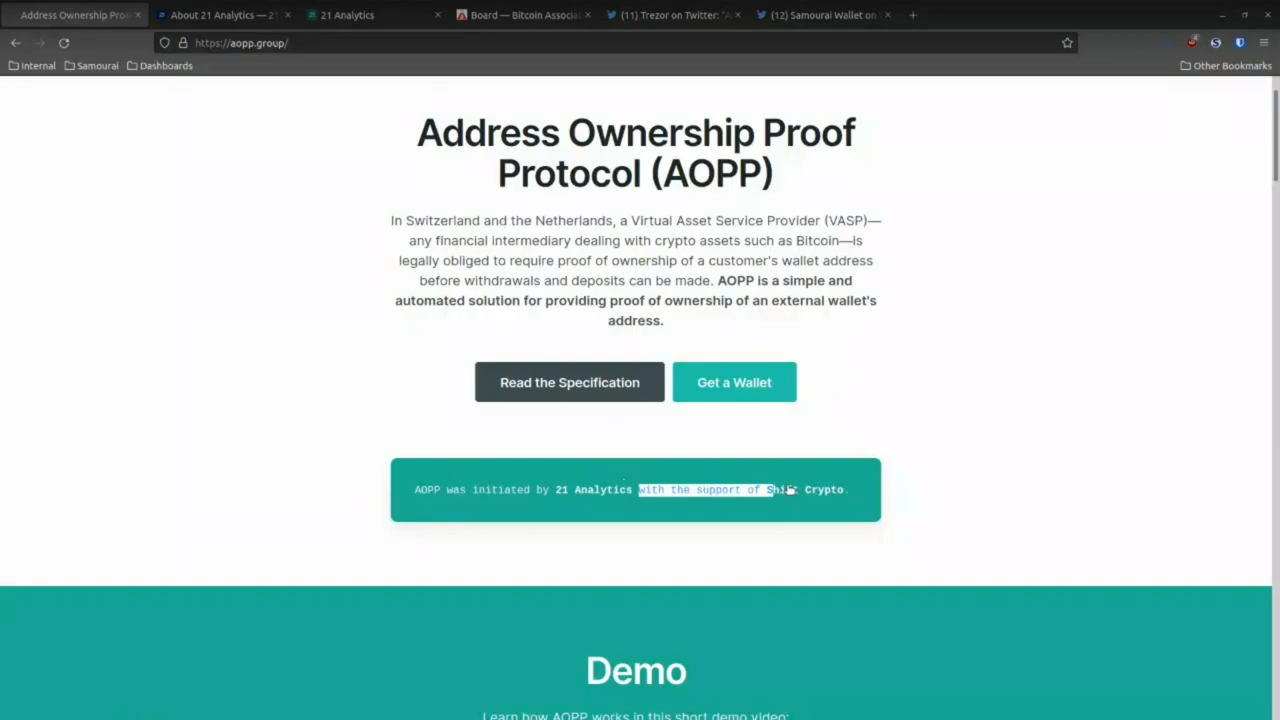 Address Ownership Proo
About 21 Analytics — 21
21 Analytics
Board — Bitcoin Associa
(11) Trezor on Twitter: "A
(12) Samourai Wallet on
https://aopp.group/
Internal
Samourai
Dashboards
Other Bookmarks
Address Ownership Proof
Protocol (AOPP)
In Switzerland and the Netherlands, a Virtual Asset Service Provider (VASP)—
any financial intermediary dealing with crypto assets such as Bitcoin—is
legally obliged to require proof of ownership of a customer's wallet address
before withdrawals and deposits can be made. AOPP is a simple and
automated solution for providing proof of ownership of an external wallet's
address.
Read the Specification
Get a Wallet
AOPP was initiated by 21 Analytics with the support of Shift Crypto.
Demo
Learn how AOPP works in this short demo video: